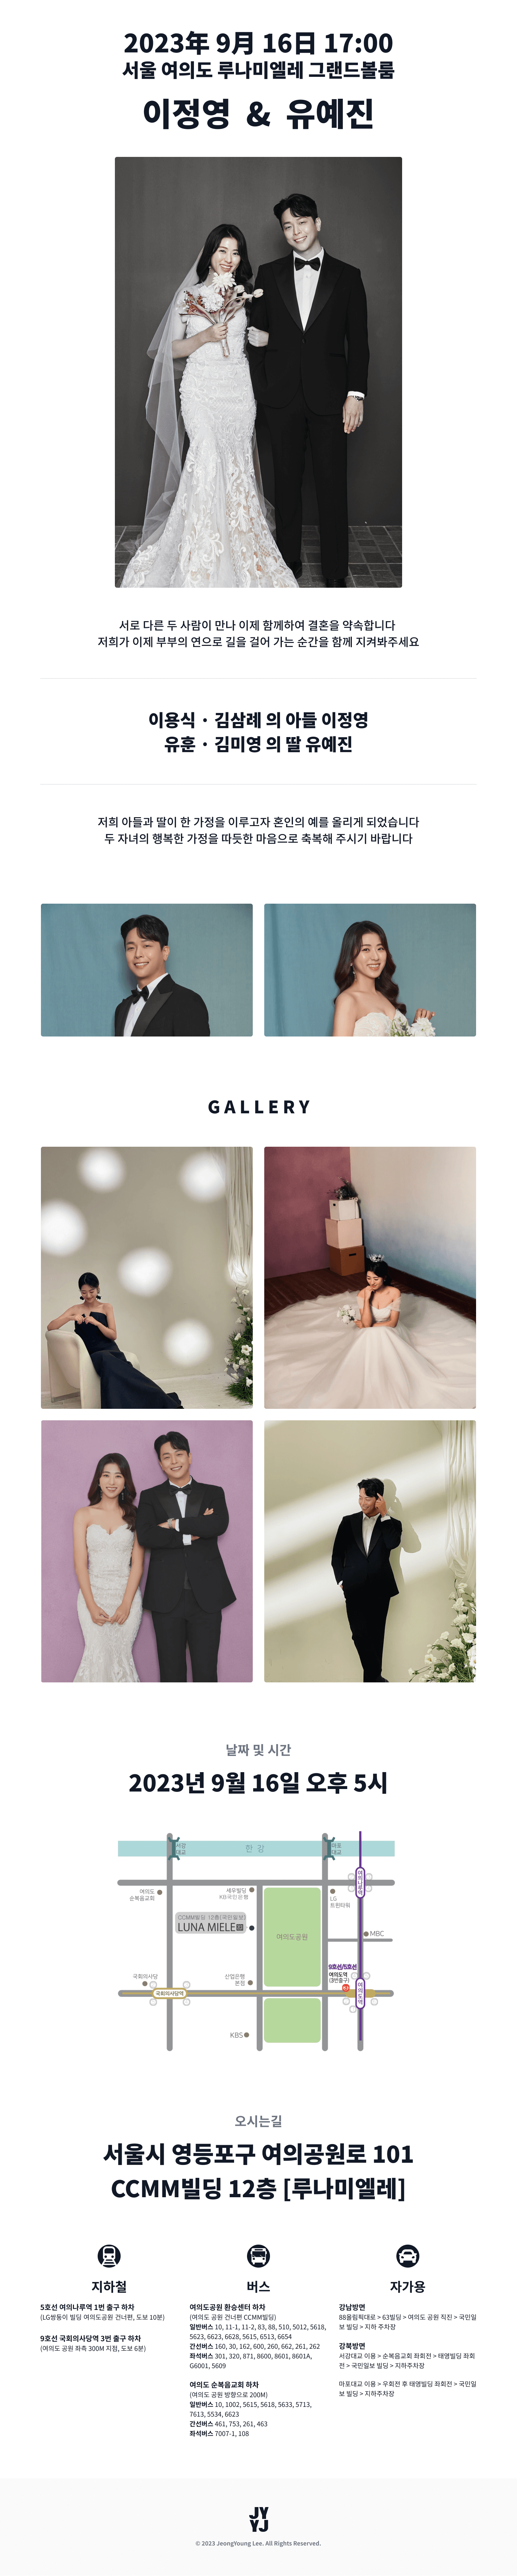 2023年 9月 16日 17:00
서울 여의도 루나미엘레 그랜드볼룸
이정영 & 유예진
서로 다른 두 사람이 만나 이제 함께하여 결혼을 약속합니다
저희가 이제 부부의 연으로 길을 걸어 가는 순간을 함께 지켜봐주세요
이용식 · 김삼례 의 아들 이정영
유훈 · 김미영 의 딸 유예진
저희 아들과 딸이 한 가정을 이루고자 혼인의 예를 올리게 되었습니다
두 자녀의 행복한 가정을 따듯한 마음으로 축복해 주시기 바랍니다
GALLERY
날짜 및 시간
2023년 9월 16일 오후 5시
서강
대교
한 강
마포
대교
여의나루역
여의도
순복음교회
세우빌딩
KB국민은행
LG
트윈타워
CCMM빌딩 12층(국민일보)
LUNA MIELE
여의도공원
MBC
9호선/5호선
여의도역
(3번출구)
국회의사당
산업은행
본점
국회의사당역
여의도역
KBS
오시는길
서울시 영등포구 여의공원로 101
CCMM빌딩 12층 [루나미엘레]
지하철
5호선 여의나루역 1번 출구 하차
(LG쌍둥이 빌딩 여의도공원 건너편, 도보 10분)
9호선 국회의사당역 3번 출구 하차
(여의도 공원 좌측 300M 지점, 도보 6분)
버스
여의도공원 환승센터 하차
(여의도 공원 건너편 CCMM빌딩)
일반버스 10, 11-1, 11-2, 83, 88, 510, 5012, 5618,
5623, 6623, 6628, 5615, 6513, 6654
간선버스 160, 30, 162, 600, 260, 662, 261, 262
좌석버스 301, 320, 871, 8600, 8601, 8601A,
G6001, 5609
여의도 순복음교회 하차
(여의도 공원 방향으로 200M)
일반버스 10, 1002, 5615, 5618, 5633, 5713,
7613, 5534, 6623
간선버스 461, 753, 261, 463
좌석버스 7007-1, 108
자가용
강남방면
88올림픽대로 > 63빌딩 > 여의도 공원 직진 > 국민일
보 빌딩 > 지하 주차장
강북방면
서강대교 이용 > 순복음교회 좌회전 > 태영빌딩 좌회
전 > 국민일보 빌딩 > 지하주차장
마포대교 이용 > 우회전 후 태영빌딩 좌회전 > 국민일
보 빌딩 > 지하주차장
JY
YJ
© 2023 JeongYoung Lee. All Rights Reserved.